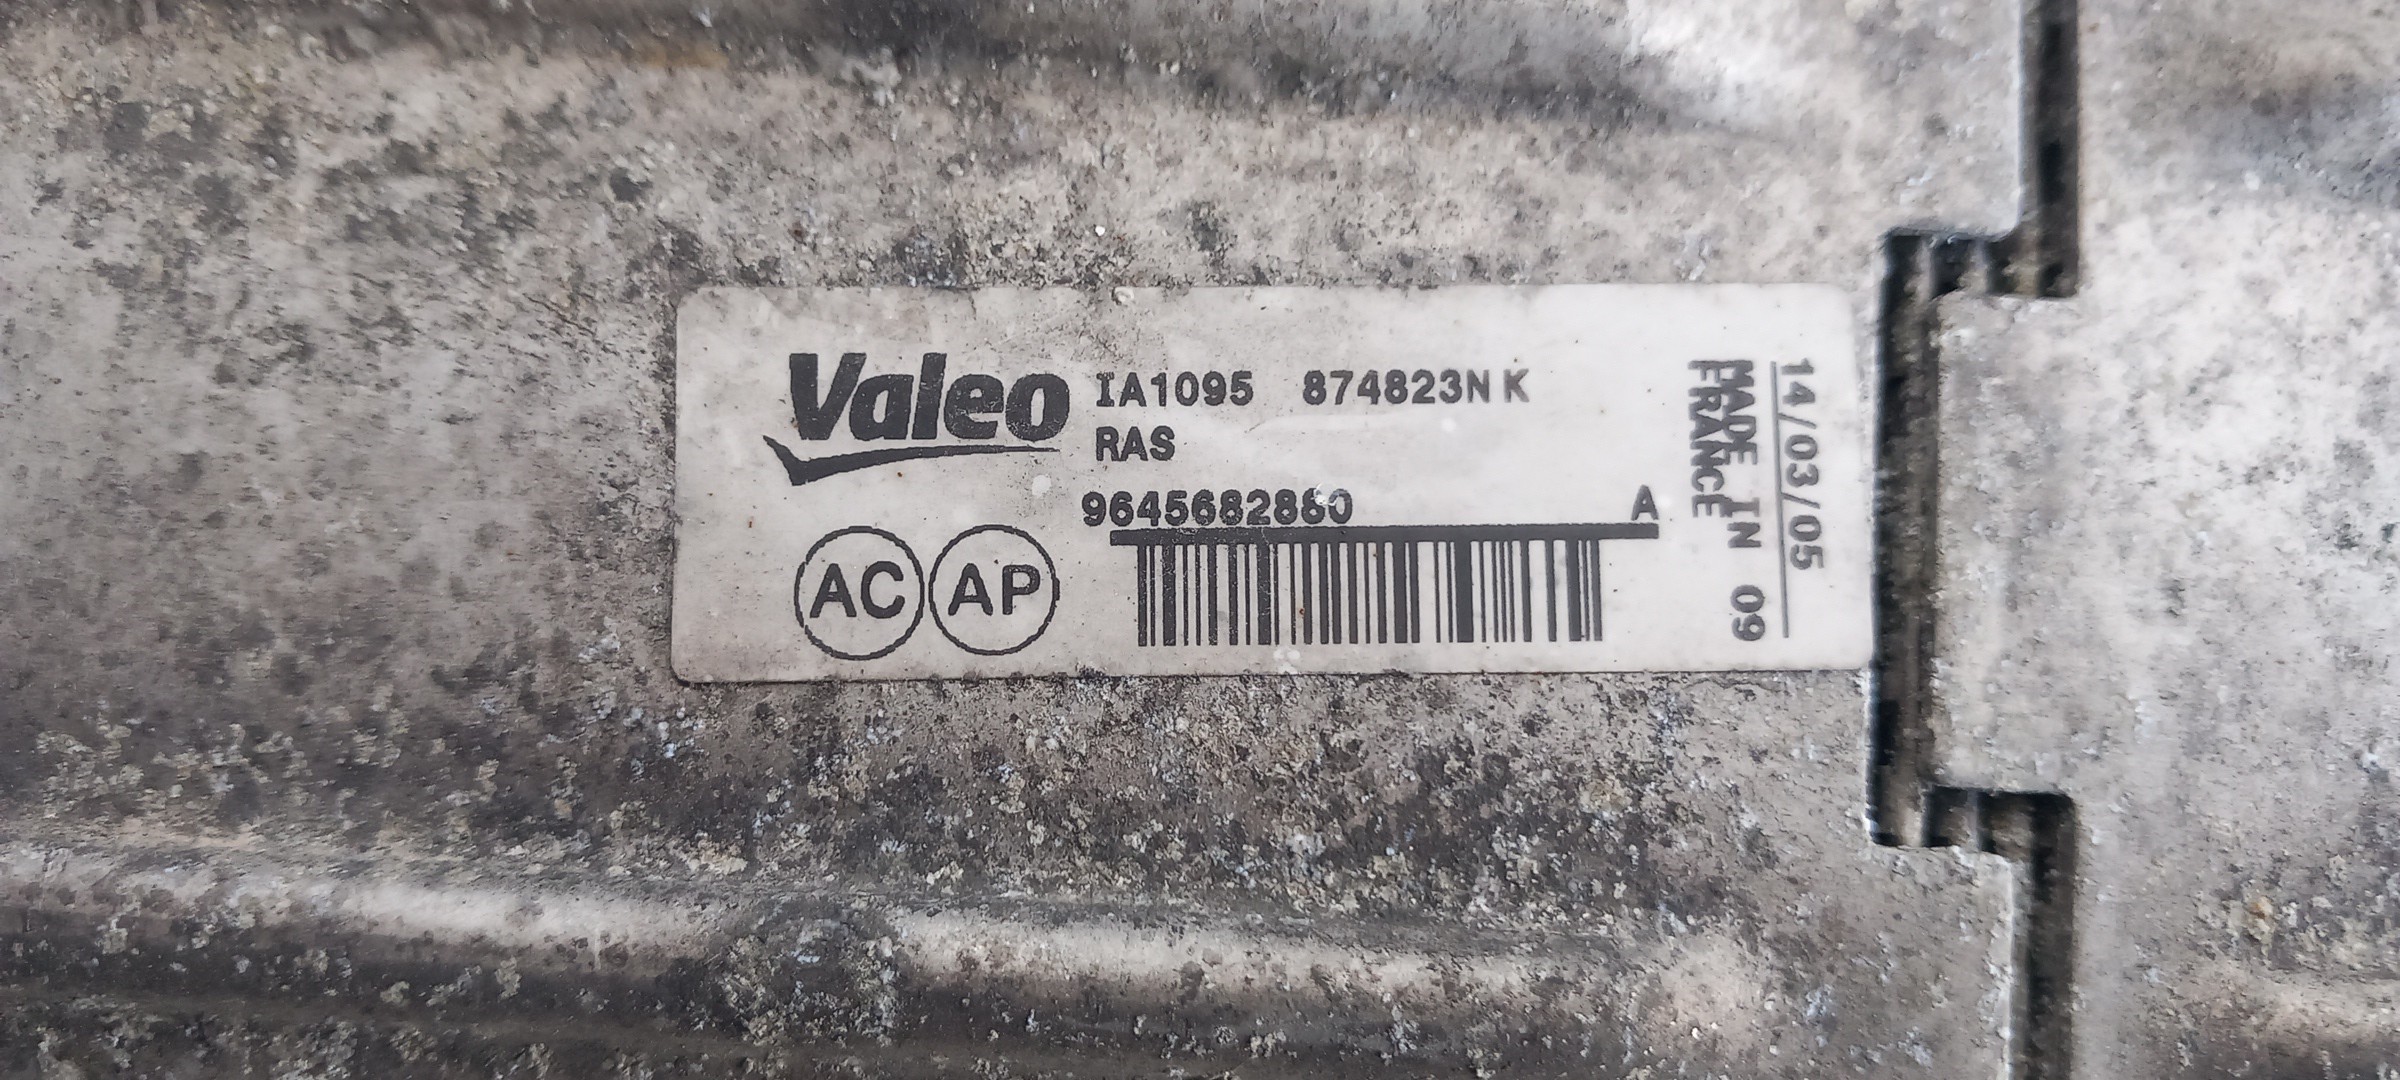 Valeo IA1095 874823N K
RAS
9645682880 A
AC AP
14/03/05
MADE IN 09
FRANCE